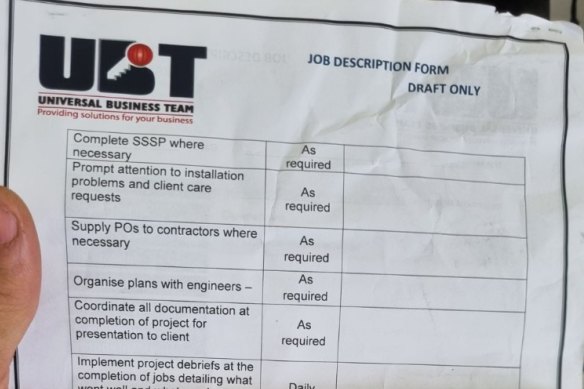 UBT
UNIVERSAL BUSINESS TEAM
Providing solutions for your business
JOB DESCRIPTION FORM
DRAFT ONLY
Complete SSSP where
necessary
As
required
Prompt attention to installation
problems and client care
requests
As
required
Supply POs to contractors where
necessary
As
required
Organise plans with engineers –
As
required
Coordinate all documentation at
completion of project for
presentation to client
As
required
Implement project debriefs at the
completion of jobs detailing what
went well and
Daily